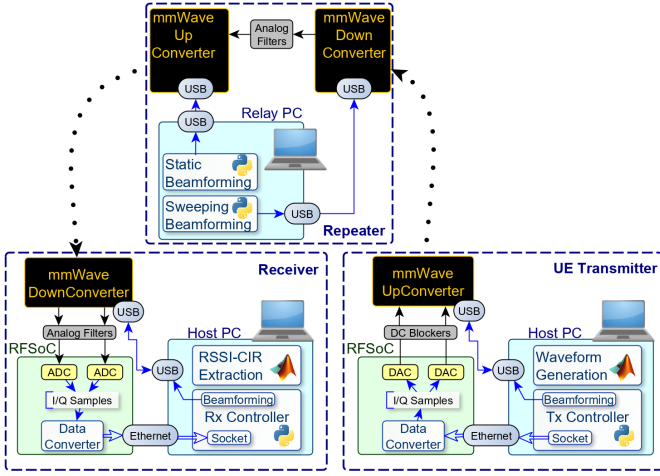 mmWave
Up
Converter
Analog
Filters
mmWave
Down
Converter
USB
USB
USB
Relay PC
Static
Beamforming
Sweeping
Beamforming
USB
Repeater
mmWave
DownConverter
Receiver
USB
Analog Filters
Host PC
RFSoC
ADC
ADC
USB
RSSI-CIR
Extraction
I/Q Samples
Beamforming
Rx Controller
Data
Converter
Ethernet
Socket
mmWave
UpConverter
UE Transmitter
USB
DC Blockers
Host PC
RFSoC
DAC
DAC
USB
Waveform
Generation
I/Q Samples
Beamforming
Tx Controller
Data
Converter
Ethernet
Socket